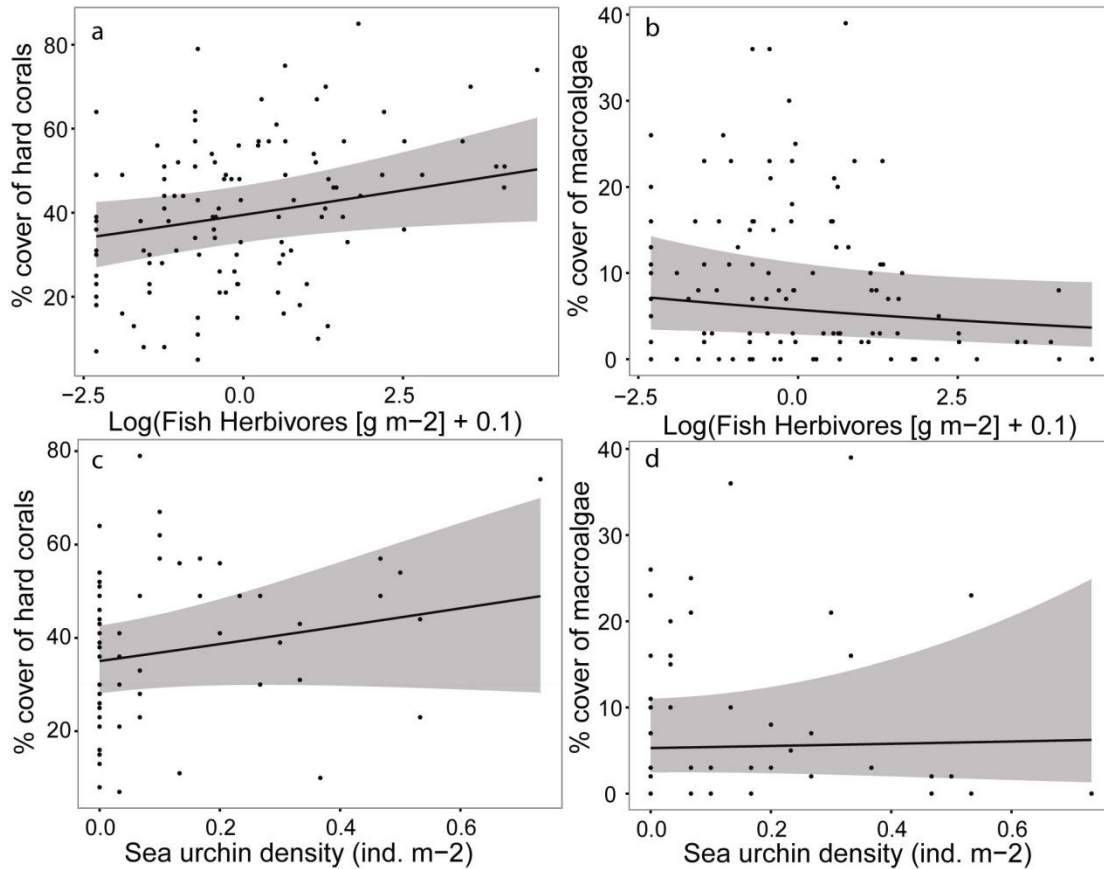 a
80
60
40
20
% cover of hard corals
−2.5
0.0
2.5
Log(Fish Herbivores [g m−2] + 0.1)
b
40
30
20
10
0
% cover of macroalgae
−2.5
0.0
2.5
Log(Fish Herbivores [g m−2] + 0.1)
c
80
60
40
20
% cover of hard corals
0.0
0.2
0.4
0.6
Sea urchin density (ind. m−2)
d
40
30
20
10
0
% cover of macroalgae
0.0
0.2
0.4
0.6
Sea urchin density (ind. m−2)